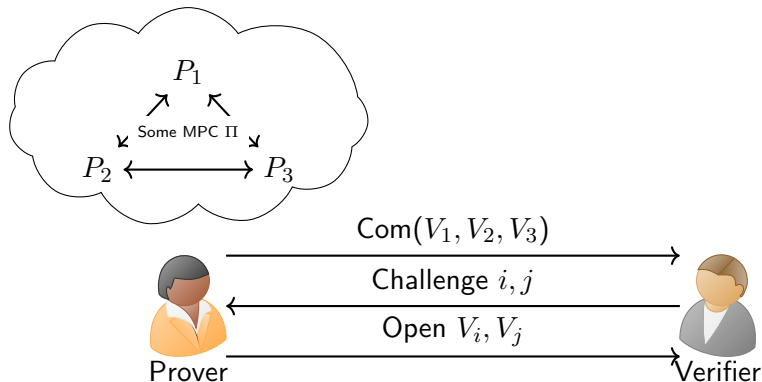 P₁
Some MPC Π
P₂ P₃
Com(V₁, V₂, V₃)
Challenge i, j
Open Vᵢ, Vⱼ
Prover Verifier